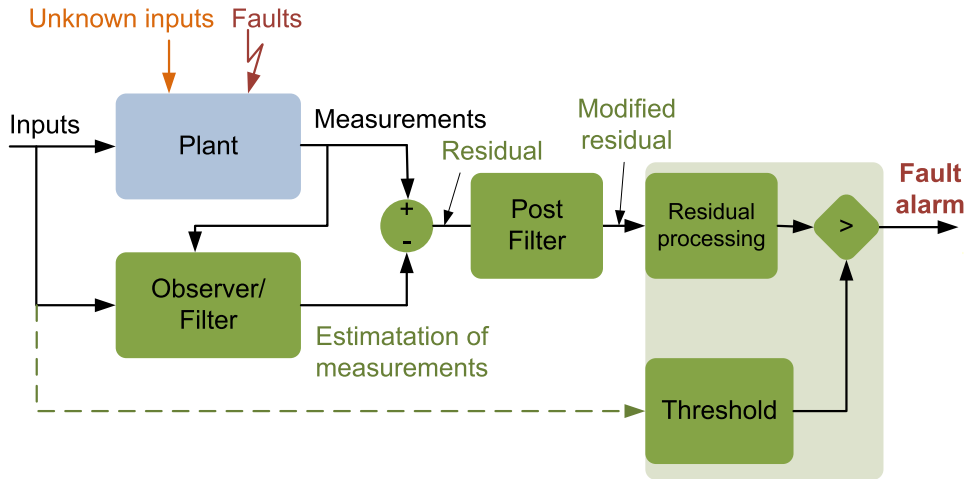 Unknown inputs
Faults
Inputs
Plant
Measurements
Residual
Modified
residual
Fault
alarm
+
-
Post
Filter
Residual
processing
>
Observer/
Filter
Estimatation of
measurements
Threshold